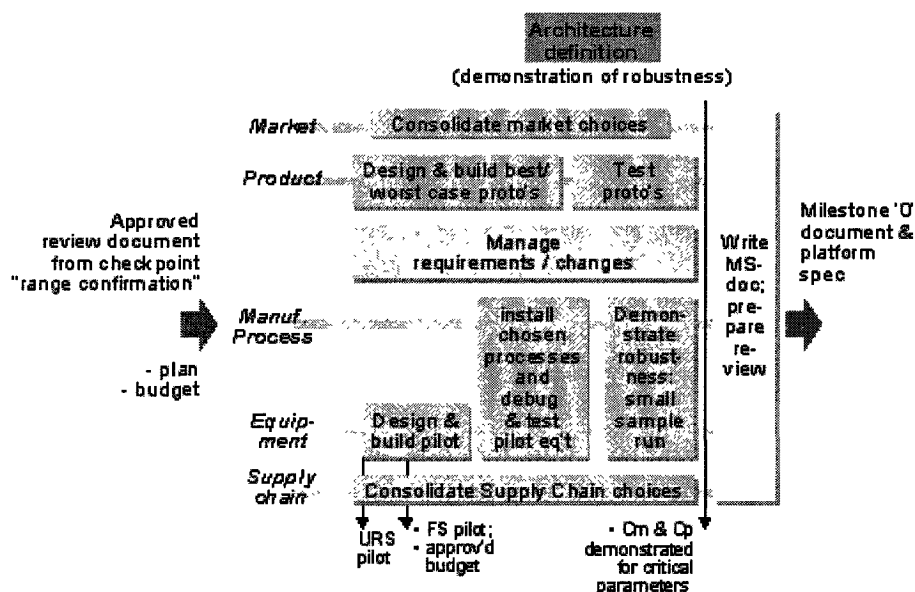 Architecture
definition
(demonstration of robustness)
Market
Consolidate market choices
Product
Design & build best/
worst case proto's
Test
proto's
Approved
review document
from checkpoint
"range confirmation"
- plan
- budget
Manage
requirements / changes
Manuf.
Process
install
chosen
processes
and
debug
& test
pilot eq't
Demon-
strate
robust-
ness:
small
sample
run
Write
MS-
doc;
pre-
pare
re-
view
Milestone '0'
document &
platform
spec
Equip-
ment
Design &
build pilot
Supply
chain
Consolidate Supply Chain choices
URS
pilot
- FS pilot;
- approv'd
budget
- Cm & Cp
demonstrated
for critical
parameters